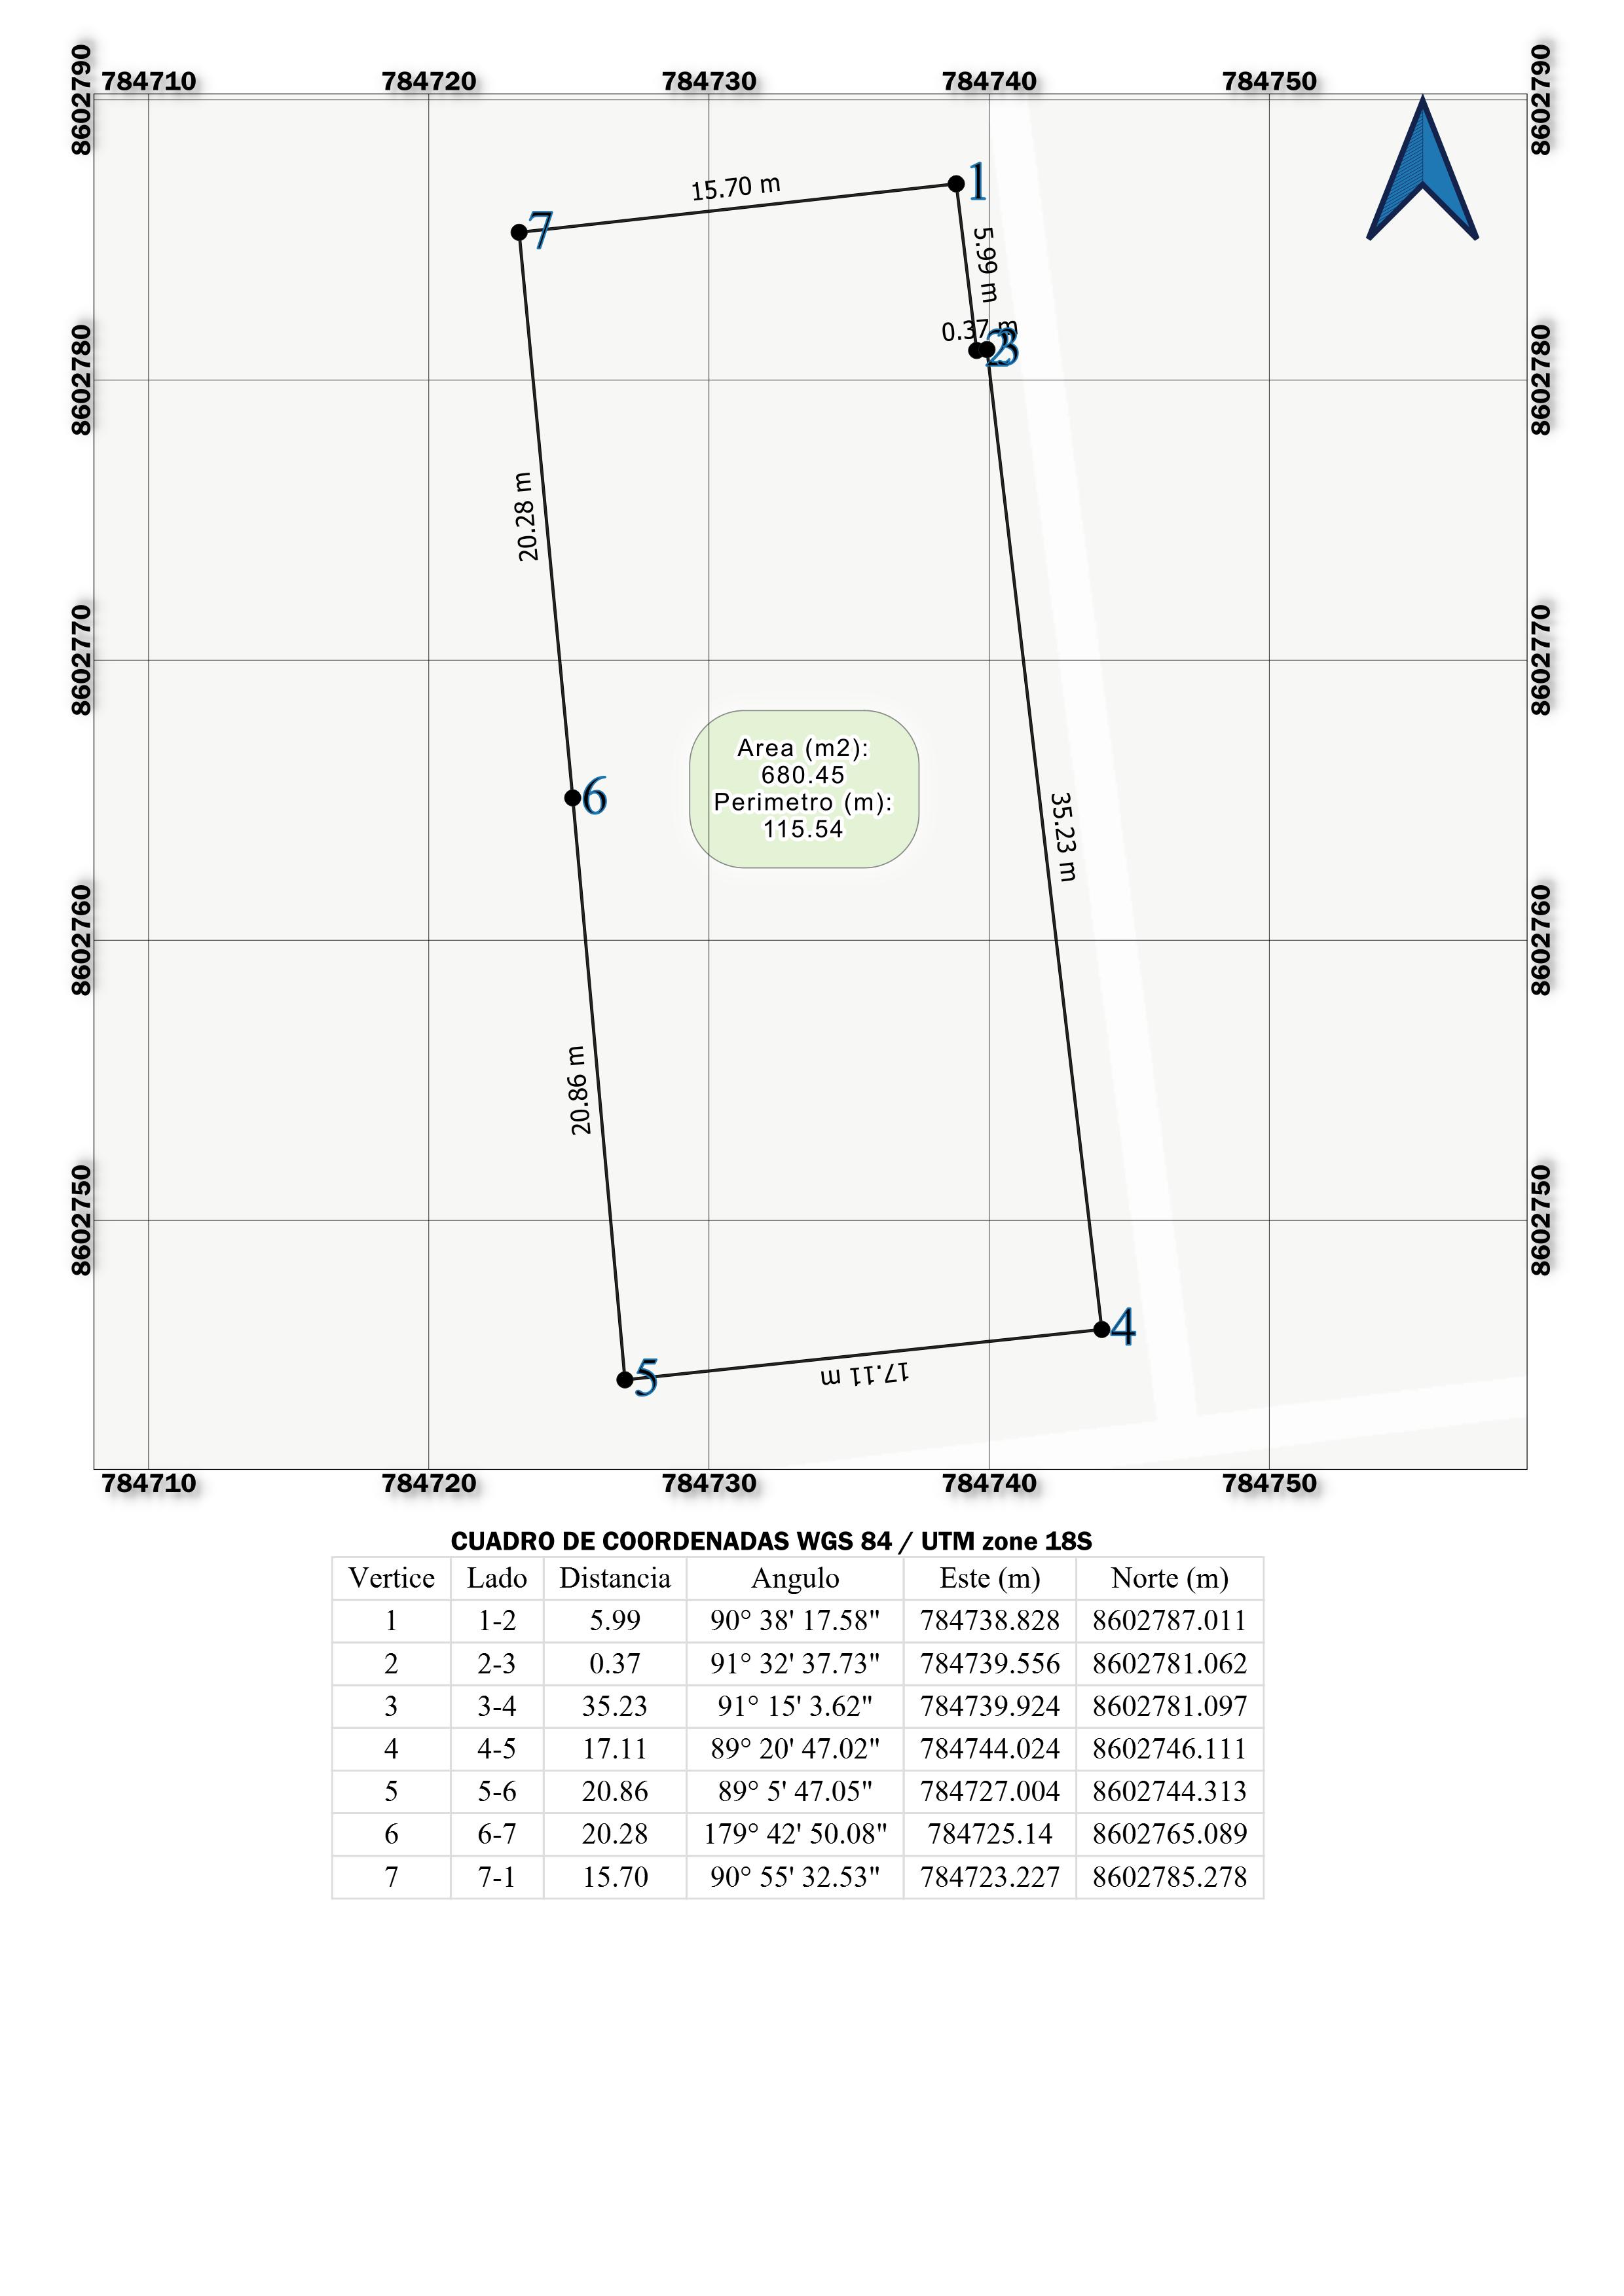 784710 784720 784730 784740 784750
8602790 8602790
1
15.70 m
7
5.99 m
0.37 m
2 3
8602780 8602780
20.28 m
8602770 8602770
Area (m2):
680.45
Perimetro (m):
115.54
6
35.23 m
8602760 8602760
20.86 m
8602750 8602750
4
17.11 m
5
784710 784720 784730 784740 784750
CUADRO DE COORDENADAS WGS 84 / UTM zone 18S
Vertice Lado Distancia Angulo Este (m) Norte (m)
1 1-2 5.99 90° 38' 17.58" 784738.828 8602787.011
2 2-3 0.37 91° 32' 37.73" 784739.556 8602781.062
3 3-4 35.23 91° 15' 3.62" 784739.924 8602781.097
4 4-5 17.11 89° 20' 47.02" 784744.024 8602746.111
5 5-6 20.86 89° 5' 47.05" 784727.004 8602744.313
6 6-7 20.28 179° 42' 50.08" 784725.14 8602765.089
7 7-1 15.70 90° 55' 32.53" 784723.227 8602785.278